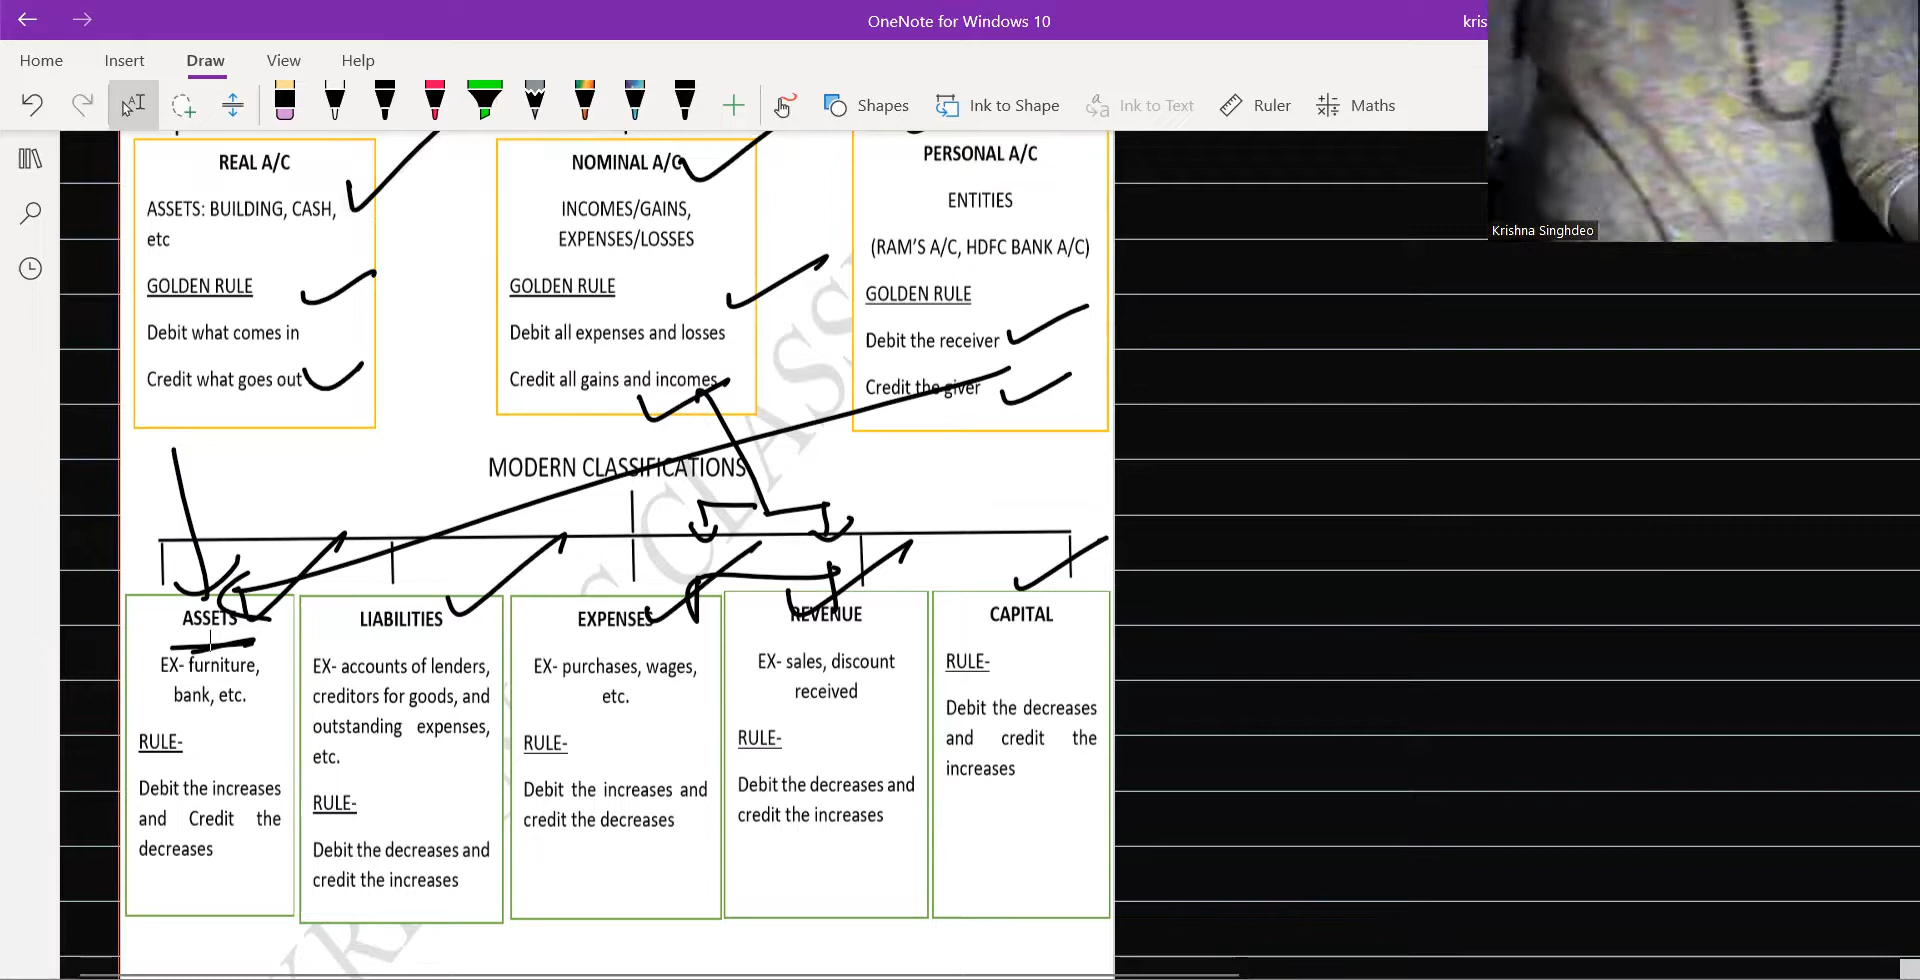 OneNote for Windows 10
kris
Home Insert Draw View Help
Shapes Ink to Shape Ink to Text Ruler Maths
Krishna Singhdeo
REAL A/C
ASSETS: BUILDING, CASH,
etc
GOLDEN RULE
Debit what comes in
Credit what goes out
NOMINAL A/C
INCOMES/GAINS,
EXPENSES/LOSSES
GOLDEN RULE
Debit all expenses and losses
Credit all gains and incomes
PERSONAL A/C
ENTITIES
(RAM'S A/C, HDFC BANK A/C)
GOLDEN RULE
Debit the receiver
Credit the giver
MODERN CLASSIFICATIONS
ASSETS
EX- furniture,
bank, etc.
RULE-
Debit the increases
and Credit the
decreases
LIABILITIES
EX- accounts of lenders,
creditors for goods, and
outstanding expenses,
etc.
RULE-
Debit the decreases and
credit the increases
EXPENSES
EX- purchases, wages,
etc.
RULE-
Debit the increases and
credit the decreases
REVENUE
EX- sales, discount
received
RULE-
Debit the decreases and
credit the increases
CAPITAL
RULE-
Debit the decreases
and credit the
increases